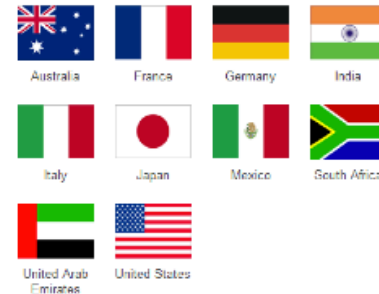 Australia
France
Germany
India
Italy
Japan
Mexico
South Africa
United Arab
Emirates
United States